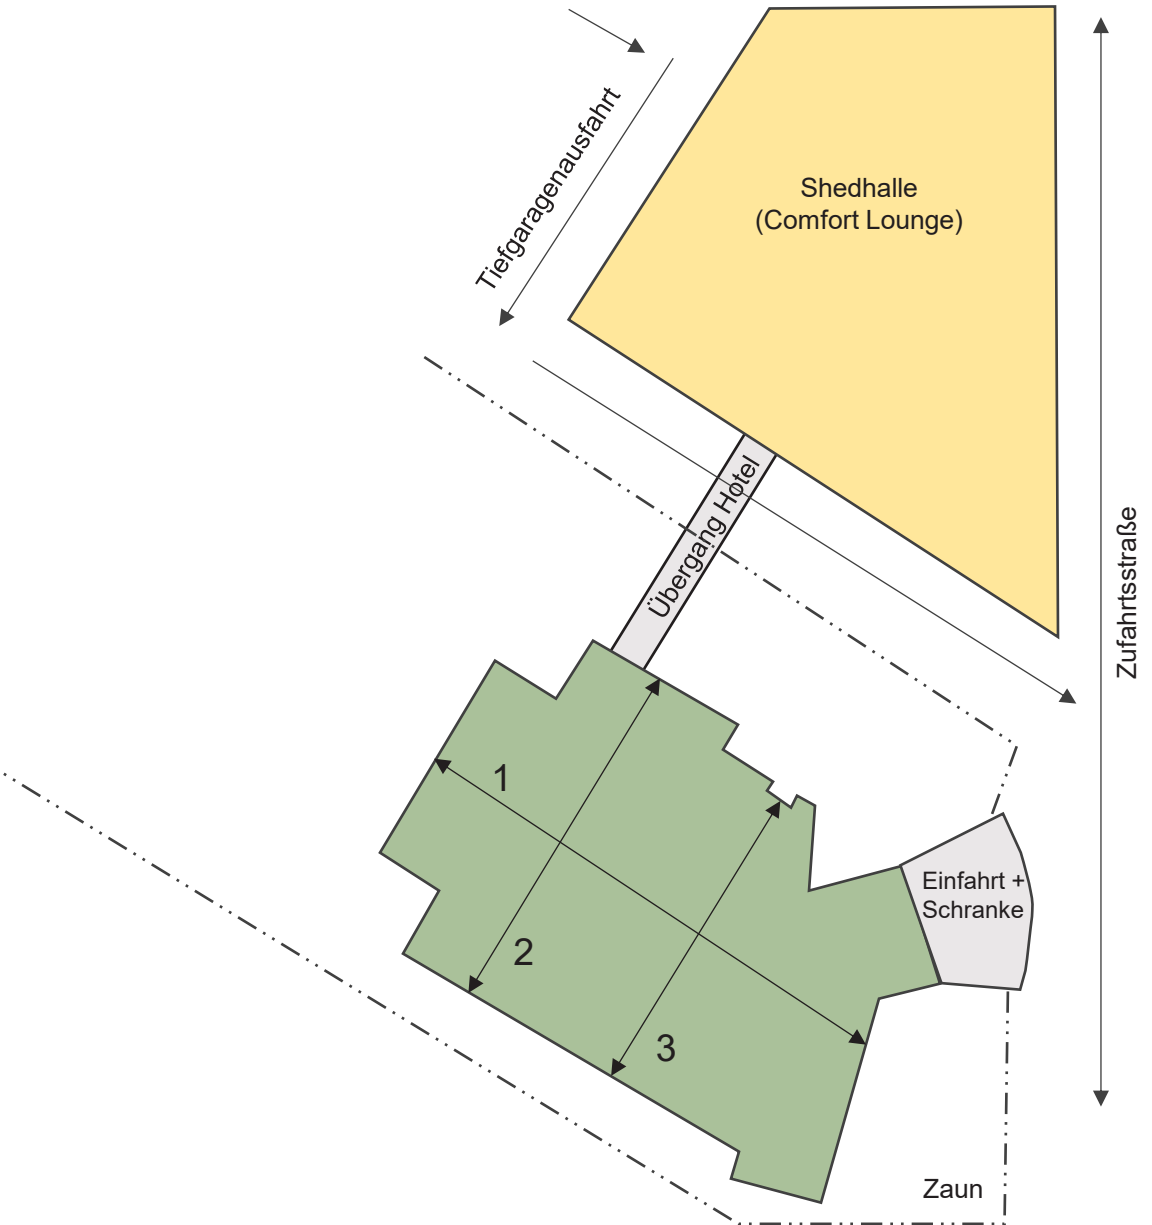 Tiefgaragenausfahrt
Shedhalle
(Comfort Lounge)
Übergang Hotel
Zufahrtsstraße
1
2
3
Einfahrt +
Schranke
Zaun